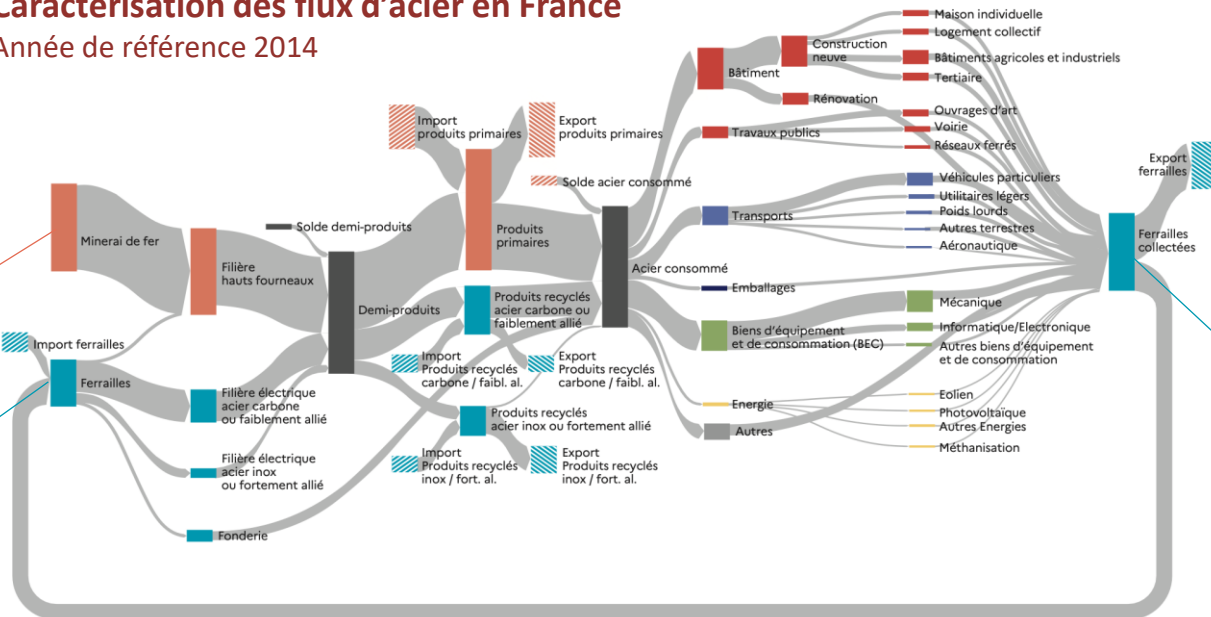 Caractérisation des flux d'acier en France
Année de référence 2014
Minerai de fer
Import ferrailles
Ferrailles
Filière
hauts fourneaux
Filière électrique
acier carbone
ou faiblement allié
Filière électrique
acier inox
ou fortement allié
Fonderie
Solde demi-produits
Demi-produits
Import
produits primaires
Export
produits primaires
Solde acier consommé
Produits
primaires
Produits recyclés
acier carbone ou
faiblement allié
Import
Produits recyclés
carbone / faibl. al.
Export
Produits recyclés
carbone / faibl. al.
Produits recyclés
acier inox ou fortement allié
Import
Produits recyclés
inox / fort. al.
Export
Produits recyclés
inox / fort. al.
Acier consommé
Bâtiment
Construction
neuve
Rénovation
Travaux publics
Transports
Emballages
Biens d'équipement
et de consommation (BEC)
Energie
Autres
Maison individuelle
Logement collectif
Bâtiments agricoles et industriels
Tertiaire
Ouvrages d'art
Voirie
Réseaux ferrés
Véhicules particuliers
Utilitaires légers
Poids lourds
Autres terrestres
Aéronautique
Mécanique
Informatique/Electronique
Autres biens d'équipement
et de consommation
Eolien
Photovoltaïque
Autres Energies
Méthanisation
Export
ferrailles
Ferrailles
collectées